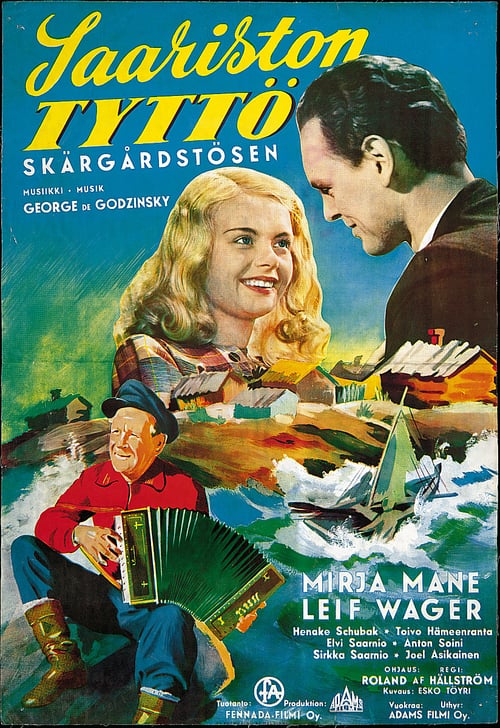 Saariston
TYTTÖ
SKÄRGÅRDSTÖSEN
MUSIIKKI - MUSIK
GEORGE DE GODZINSKY
MIRJA MANE
LEIF WAGER
Henake Schubak • Toivo Hämeenranta
Elvi Saarnio • Anton Soini
Sirkka Saarnio • Joel Asikainen
OHJAUS: REGI:
ROLAND AF HÄLLSTRÖM
Kuvaus: ESKO TÖYRI
Tuotanto: FA Produktion:
FENNADA-FILMI Oy.
ADAMS
Vuokraa: Uthyr:
ADAMS FILMI Oy.